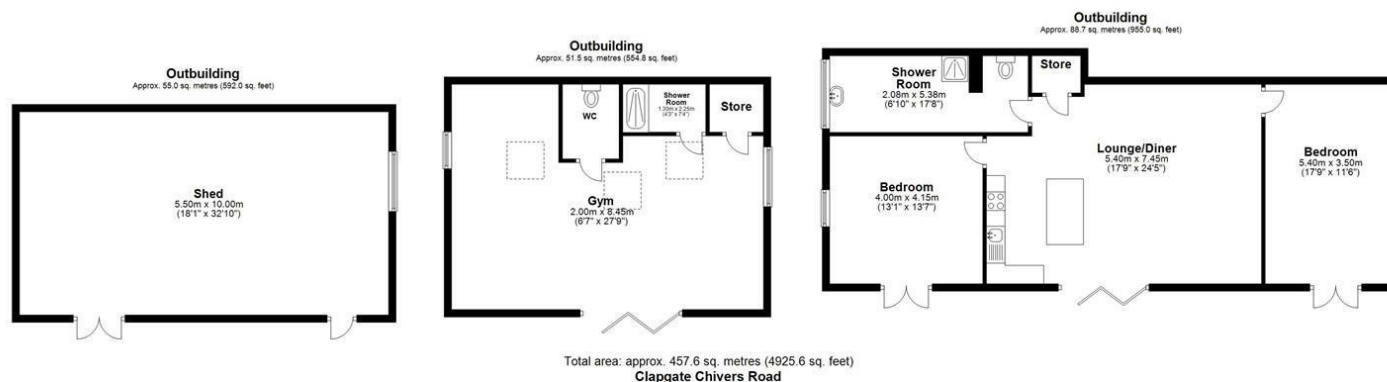 Outbuilding
Approx. 55.0 sq. metres (592.0 sq. feet)
Shed
5.50m x 10.00m
(18'1" x 32'10")
Outbuilding
Approx. 51.5 sq. metres (554.8 sq. feet)
WC
Shower
Room
1.30m x 2.25m
(4'3" x 7'4")
Store
Gym
2.00m x 8.45m
(6'7" x 27'9")
Outbuilding
Approx. 88.7 sq. metres (955.0 sq. feet)
Shower
Room
2.08m x 5.38m
(6'10" x 17'8")
Store
Lounge/Diner
5.40m x 7.45m
(17'9" x 24'5")
Bedroom
4.00m x 4.15m
(13'1" x 13'7")
Bedroom
5.40m x 3.50m
(17'9" x 11'6")
Total area: approx. 457.6 sq. metres (4925.6 sq. feet)
Clapgate Chivers Road